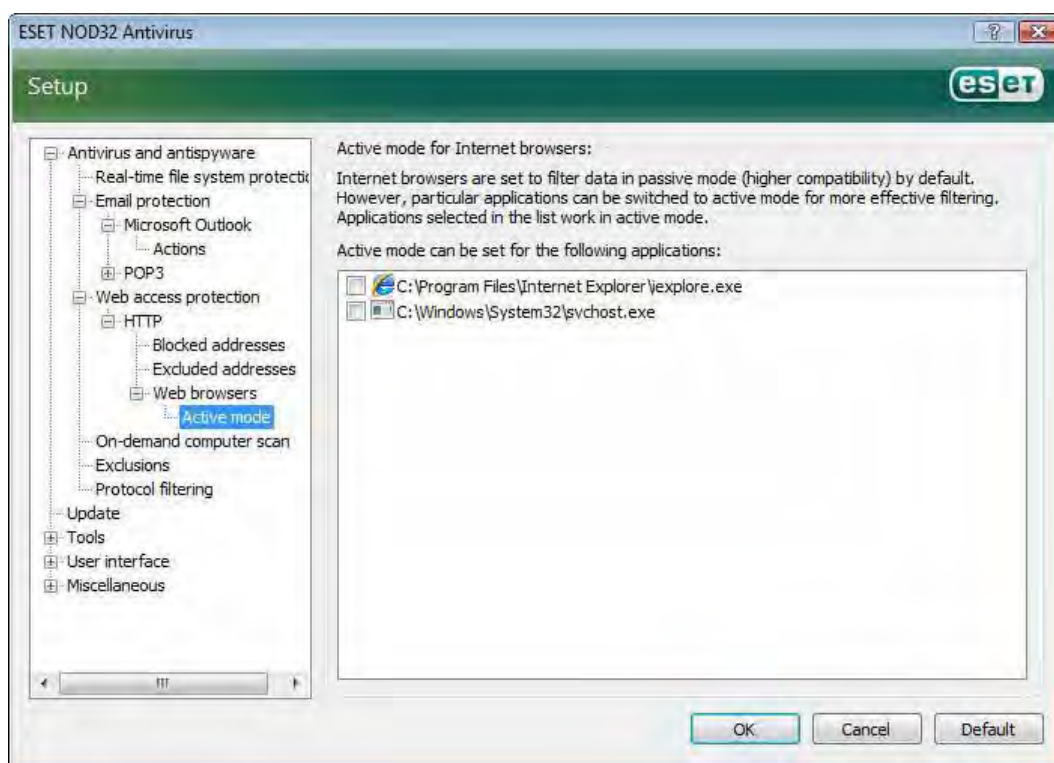 ESET NOD32 Antivirus
Setup
eseT
Antivirus and antispyware
Real-time file system protectic
Email protection
Microsoft Outlook
Actions
POP3
Web access protection
HTTP
Blocked addresses
Excluded addresses
Web browsers
Active mode
On-demand computer scan
Exclusions
Protocol filtering
Update
Tools
User interface
Miscellaneous
Active mode for Internet browsers:
Internet browsers are set to filter data in passive mode (higher compatibility) by default.
However, particular applications can be switched to active mode for more effective filtering.
Applications selected in the list work in active mode.
Active mode can be set for the following applications:
C:\Program Files\Internet Explorer\iexplore.exe
C:\Windows\System32\svchost.exe
OK
Cancel
Default